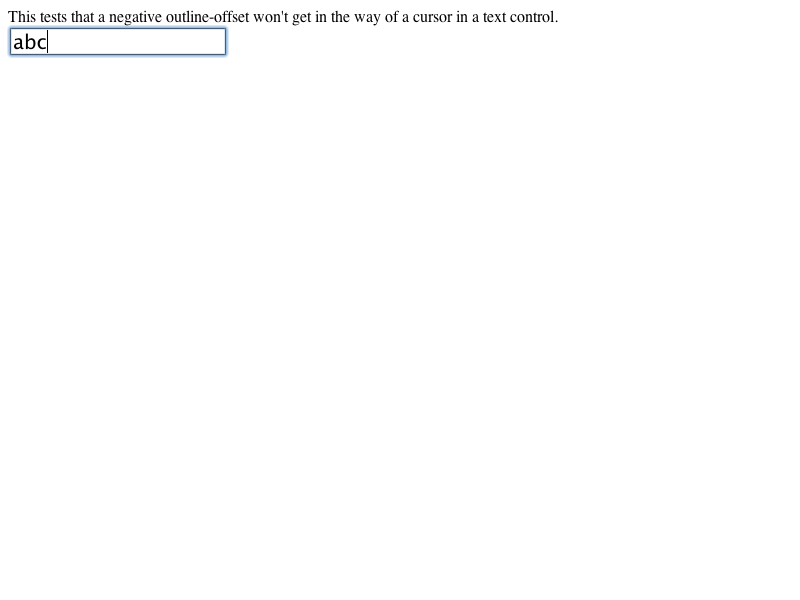 This tests that a negative outline-offset won't get in the way of a cursor in a text control.
abc